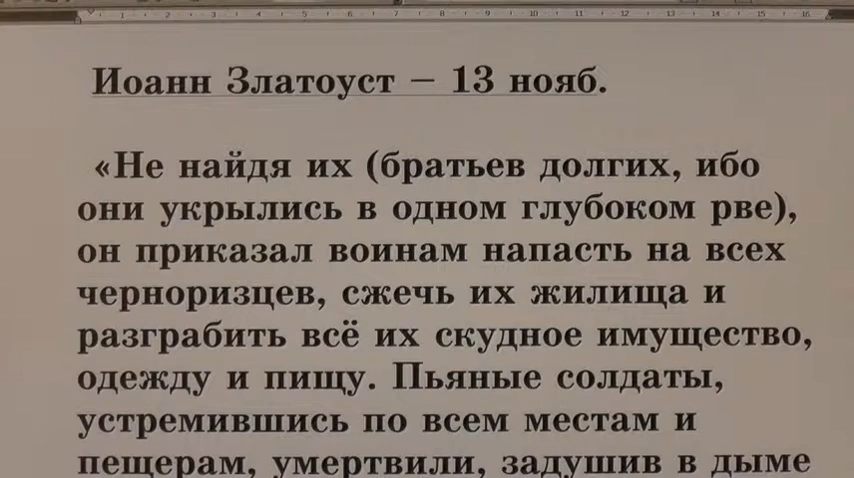 Иоанн Златоуст – 13 нояб.
«Не найдя их (братьев долгих, ибо
они укрылись в одном глубоком рве),
он приказал воинам напасть на всех
черноризцев, сжечь их жилища и
разграбить всё их скудное имущество,
одежду и пищу. Пьяные солдаты,
устремившись по всем местам и
пещерам, умертвили, задушив в дыме